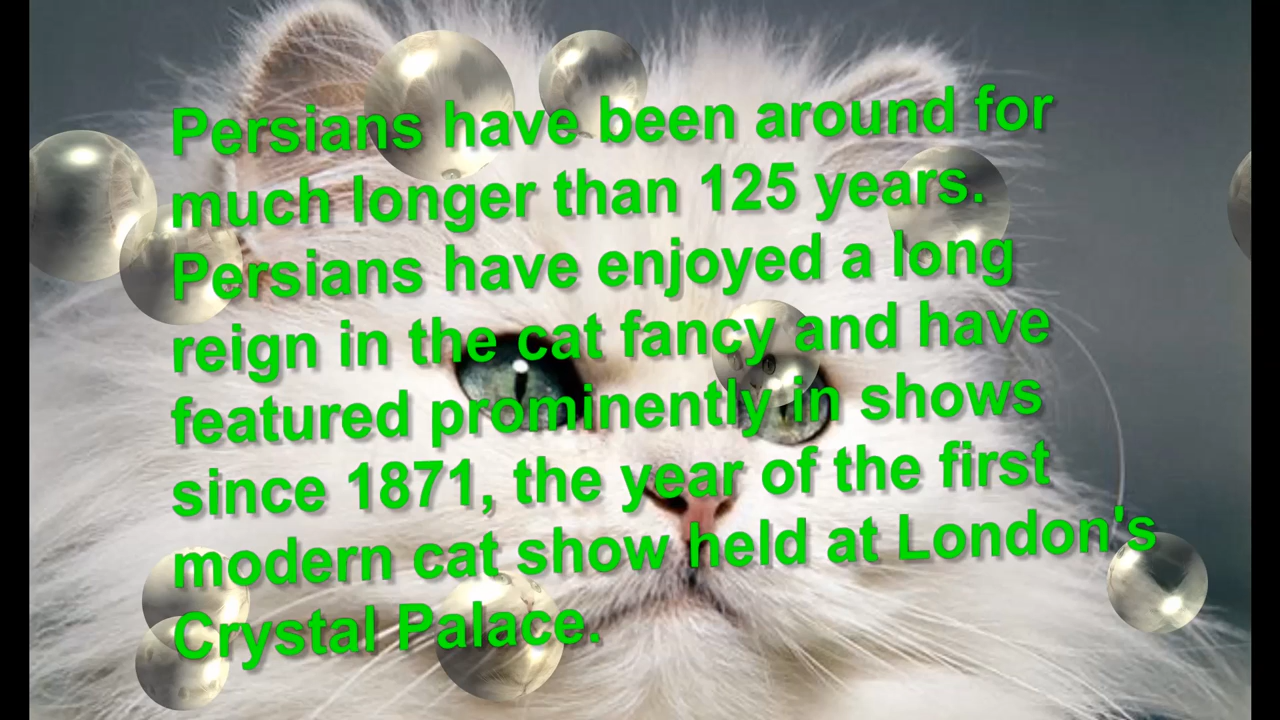 Persians have been around for
much longer than 125 years.
Persians have enjoyed a long
reign in the cat fancy and have
featured prominently in shows
since 1871, the year of the first
modern cat show held at London's
Crystal Palace.